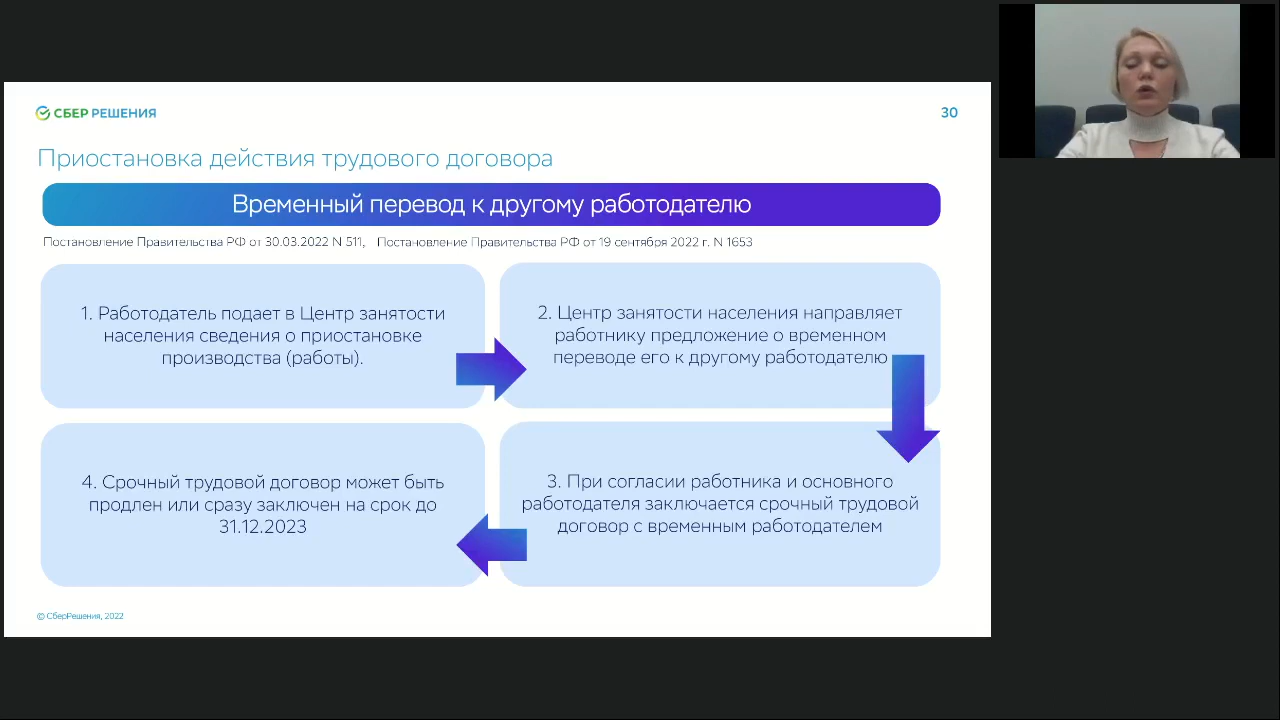 СБЕР РЕШЕНИЯ
30
Приостановка действия трудового договора
Временный перевод к другому работодателю
Постановление Правительства РФ от 30.03.2022 N 511, Постановление Правительства РФ от 19 сентября 2022 г. N 1653
1. Работодатель подает в Центр занятости
населения сведения о приостановке
производства (работы).
2. Центр занятости населения направляет
работнику предложение о временном
переводе его к другому работодателю
3. При согласии работника и основного
работодателя заключается срочный трудовой
договор с временным работодателем
4. Срочный трудовой договор может быть
продлен или сразу заключен на срок до
31.12.2023
© СберРешения, 2022